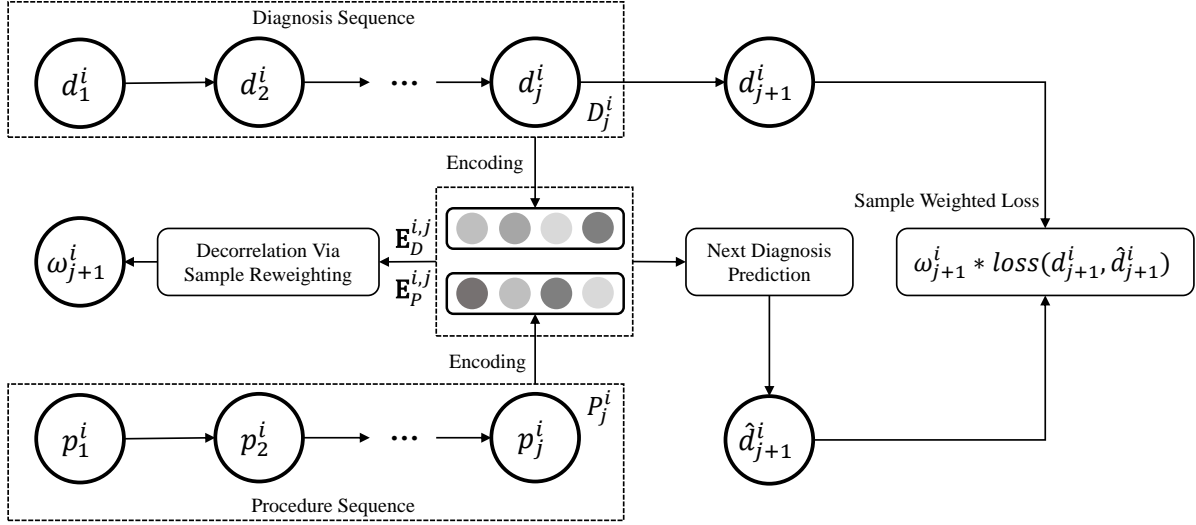 Diagnosis Sequence
d_1^i d_2^i ... d_j^i d_{j+1}^i
D_j^i
Encoding
Sample Weighted Loss
E_D^{i,j}
ω_{j+1}^i
Decorrelation Via
Sample Reweighting
Next Diagnosis
Prediction
ω_{j+1}^i * loss(d_{j+1}^i, d̂_{j+1}^i)
E_P^{i,j}
Encoding
P_j^i
p_1^i p_2^i ... p_j^i d̂_{j+1}^i
Procedure Sequence